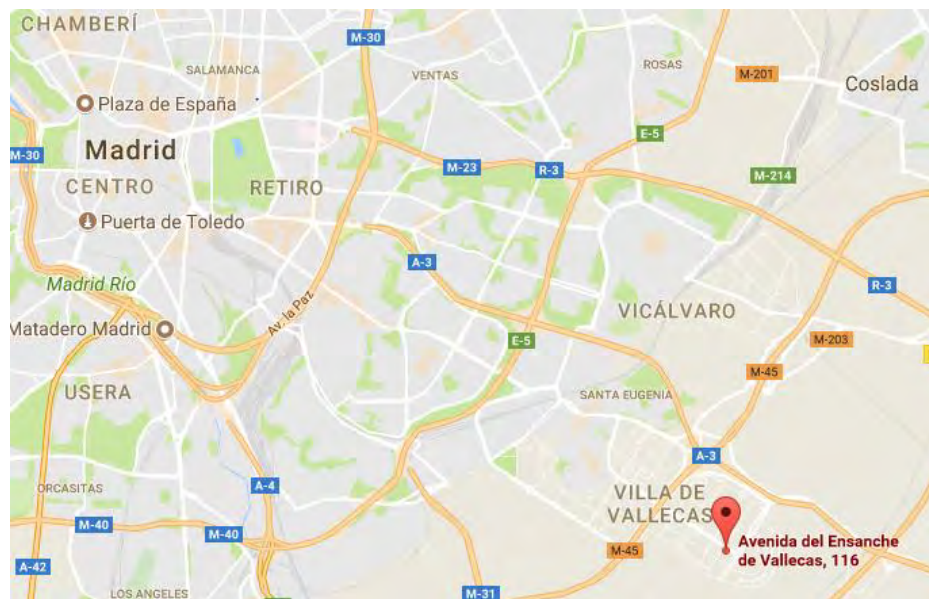 CHAMBERÍ
M-30
SALAMANCA
VENTAS
ROSAS
M-201
Coslada
Plaza de España
E-5
Madrid
M-30
M-23
R-3
M-214
CENTRO
RETIRO
Puerta de Toledo
A-3
Madrid Río
R-3
Av. la Paz
VICÁLVARO
Matadero Madrid
E-5
M-203
M-45
USERA
SANTA EUGENIA
A-3
ORCASITAS
A-4
VILLA DE
VALLECAS
M-40
M-40
Avenida del Ensanche
de Vallecas, 116
M-45
A-42
LOS ANGELES
M-31